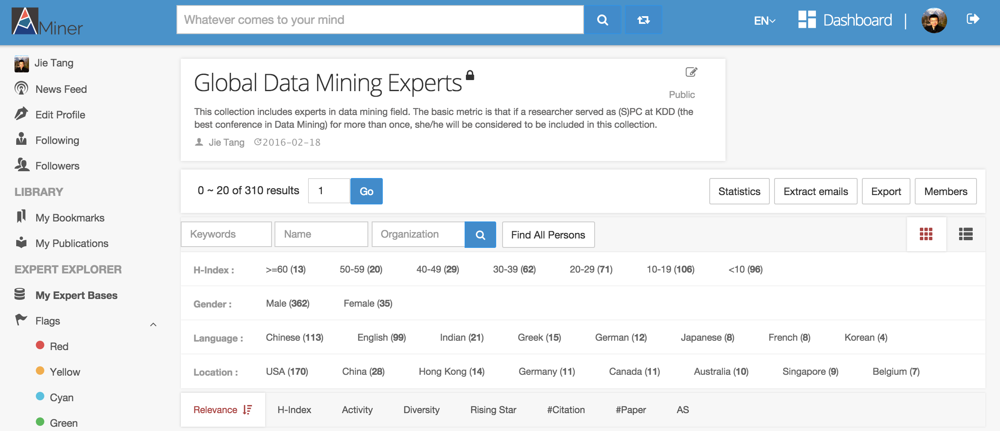 AMiner
Whatever comes to your mind
EN
Dashboard
Jie Tang
News Feed
Edit Profile
Following
Followers
LIBRARY
My Bookmarks
My Publications
EXPERT EXPLORER
My Expert Bases
Flags
Red
Yellow
Cyan
Green
Global Data Mining Experts
Public
This collection includes experts in data mining field. The basic metric is that if a researcher served as (S)PC at KDD (the
best conference in Data Mining) for more than once, she/he will be considered to be included in this collection.
Jie Tang 2016-02-18
0 ~ 20 of 310 results 1 Go Statistics Extract emails Export Members
Keywords Name Organization Find All Persons
H-Index : >=60 (13) 50-59 (20) 40-49 (29) 30-39 (62) 20-29 (71) 10-19 (106) <10 (96)
Gender : Male (362) Female (35)
Language : Chinese (113) English (99) Indian (21) Greek (15) German (12) Japanese (8) French (8) Korean (4)
Location : USA (170) China (28) Hong Kong (14) Germany (11) Canada (11) Australia (10) Singapore (9) Belgium (7)
Relevance H-Index Activity Diversity Rising Star #Citation #Paper AS